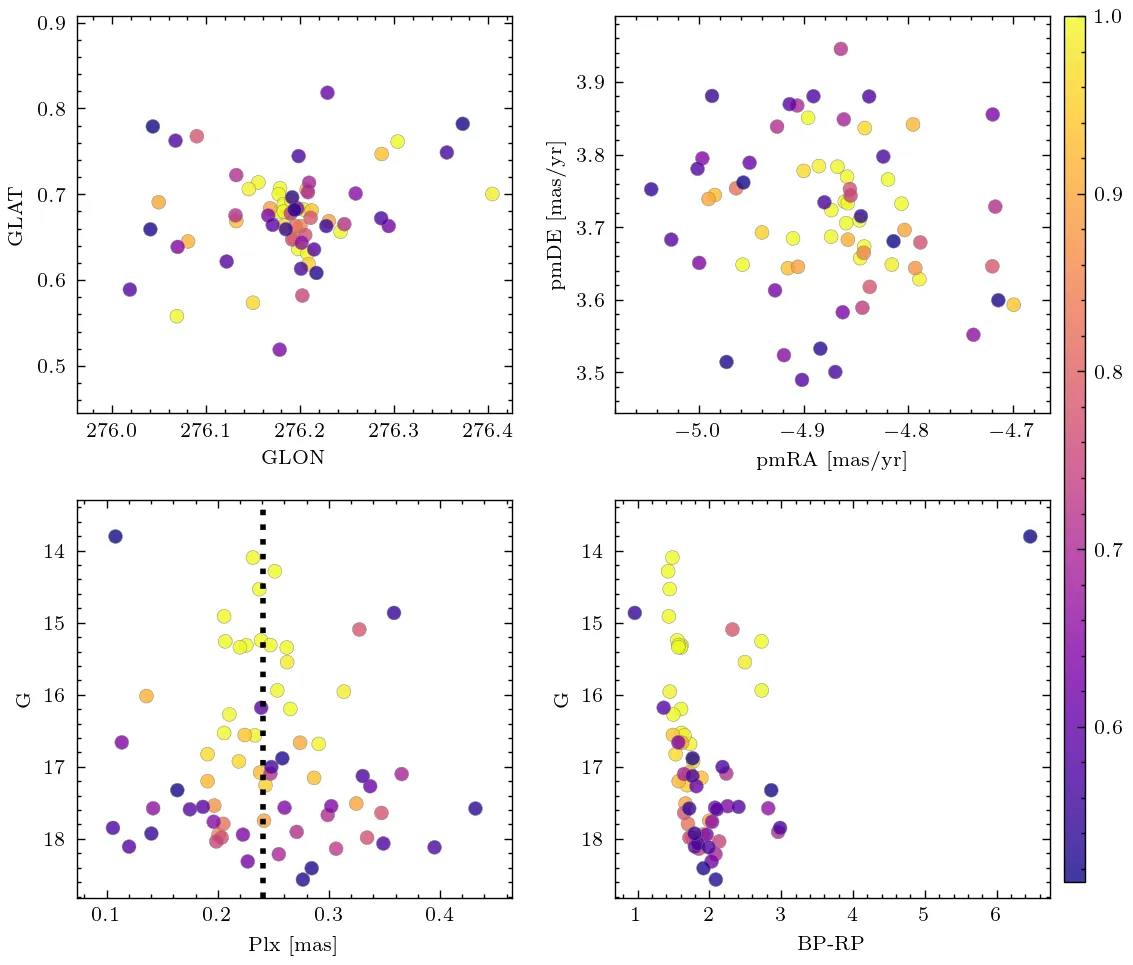 0.9
0.8
0.7
0.6
0.5
GLAT
276.0 276.1 276.2 276.3 276.4
GLON
3.9
3.8
3.7
3.6
3.5
pmDE [mas/yr]
−5.0 −4.9 −4.8 −4.7
pmRA [mas/yr]
1.0
0.9
0.8
0.7
0.6
14
15
16
17
18
G
0.1 0.2 0.3 0.4
Plx [mas]
14
15
16
17
18
G
1 2 3 4 5 6
BP-RP